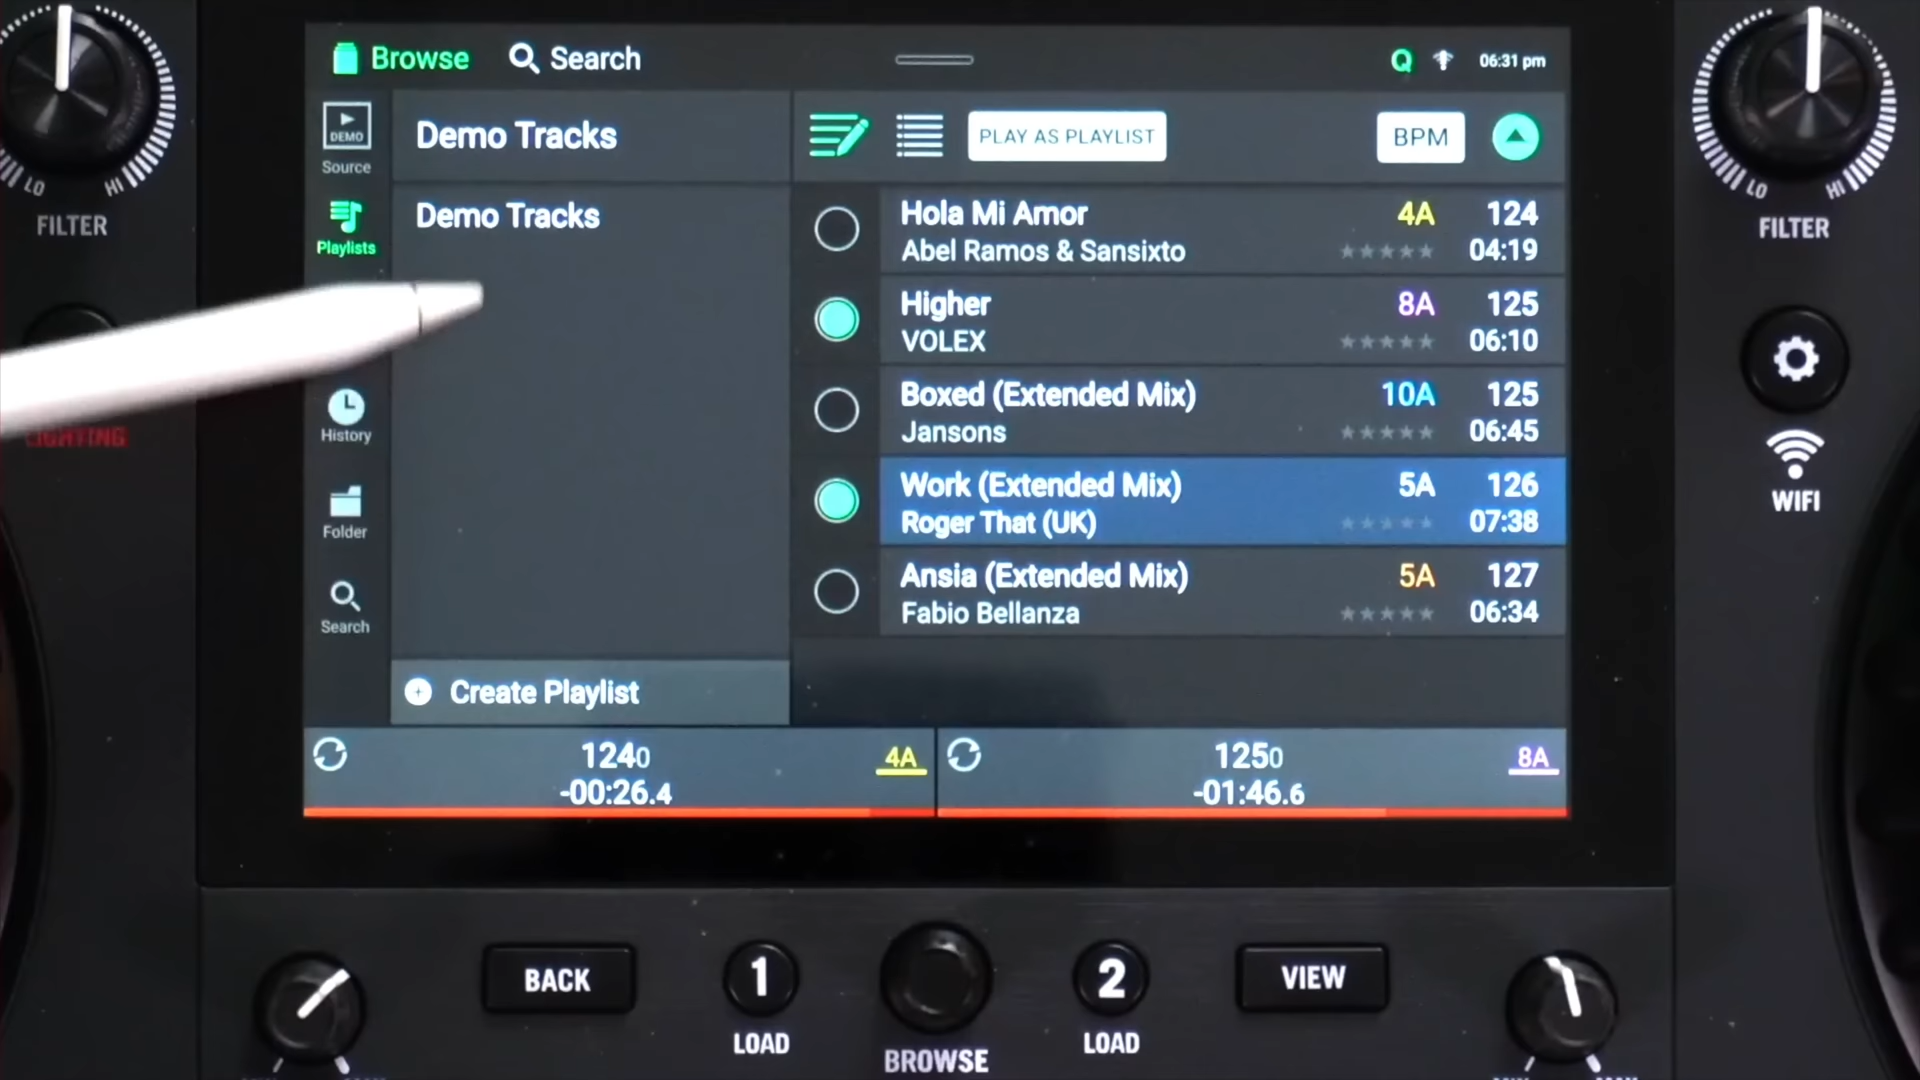 Browse
Search
Q
06:31 pm
DEMO
Source
Demo Tracks
PLAY AS PLAYLIST
BPM
Playlists
Demo Tracks
Hola Mi Amor 4A 124
Abel Ramos & Sansixto 04:19
Higher 8A 125
VOLEX 06:10
Boxed (Extended Mix) 10A 125
Jansons 06:45
Work (Extended Mix) 5A 126
Roger That (UK) 07:38
Ansia (Extended Mix) 5A 127
Fabio Bellanza 06:34
History
Folder
Search
Create Playlist
1240 4A
-00:26.4
1250 8A
-01:46.6
LO HI
FILTER
LIGHTING
LO HI
FILTER
WIFI
BACK
1
LOAD
BROWSE
2
LOAD
VIEW